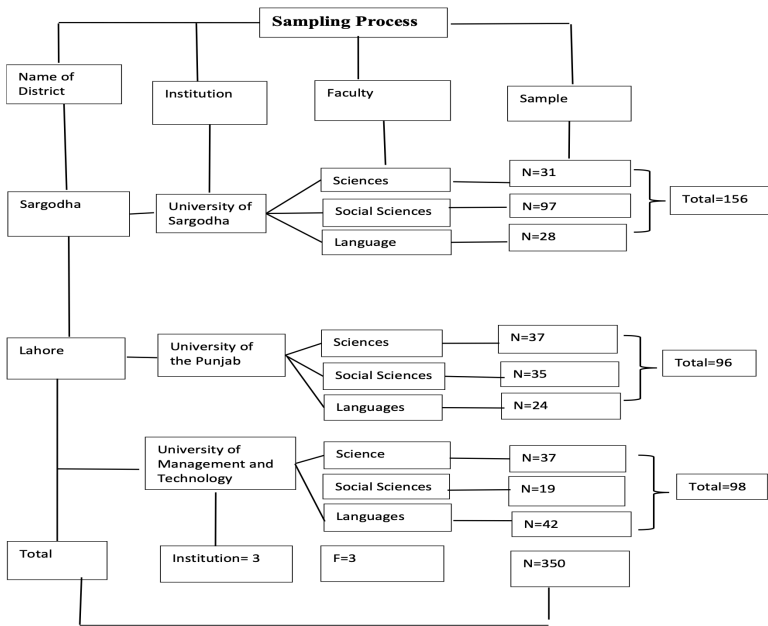 Sampling Process
Name of
District
Institution
Faculty
Sample
Sargodha
University of
Sargodha
Sciences
N=31
Social Sciences
N=97
Language
N=28
Total=156
Lahore
University of
the Punjab
Sciences
N=37
Social Sciences
N=35
Languages
N=24
Total=96
University of
Management and
Technology
Science
N=37
Social Sciences
N=19
Languages
N=42
Total=98
Total
Institution= 3
F=3
N=350